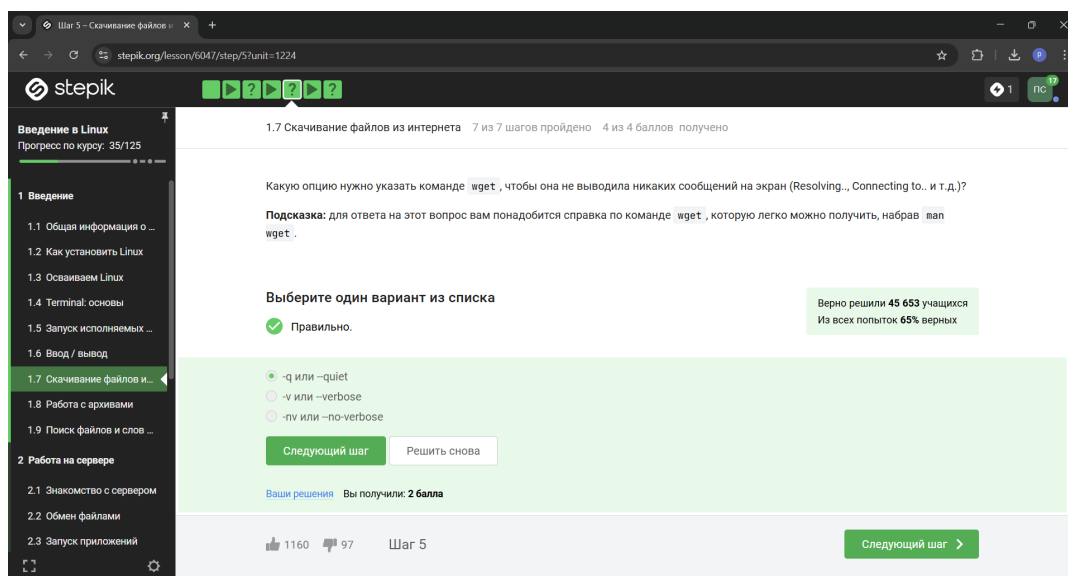 Шаг 5 – Скачивание файлов и
stepik.org/lesson/6047/step/5?unit=1224
P
stepik
?
?
?
1
ПС
17
Введение в Linux
Прогресс по курсу: 35/125
1 Введение
1.1 Общая информация о ...
1.2 Как установить Linux
1.3 Осваиваем Linux
1.4 Terminal: основы
1.5 Запуск исполняемых ...
1.6 Ввод / вывод
1.7 Скачивание файлов и...
1.8 Работа с архивами
1.9 Поиск файлов и слов ...
2 Работа на сервере
2.1 Знакомство с сервером
2.2 Обмен файлами
2.3 Запуск приложений
1.7 Скачивание файлов из интернета 7 из 7 шагов пройдено 4 из 4 баллов получено
Какую опцию нужно указать команде wget , чтобы она не выводила никаких сообщений на экран (Resolving.., Connecting to.. и т.д.)?
Подсказка: для ответа на этот вопрос вам понадобится справка по команде wget , которую легко можно получить, набрав man
wget .
Выберите один вариант из списка
Правильно.
Верно решили 45 653 учащихся
Из всех попыток 65% верных
-q или –quiet
-v или –verbose
-nv или –no-verbose
Следующий шаг
Решить снова
Ваши решения Вы получили: 2 балла
1160 97 Шаг 5
Следующий шаг